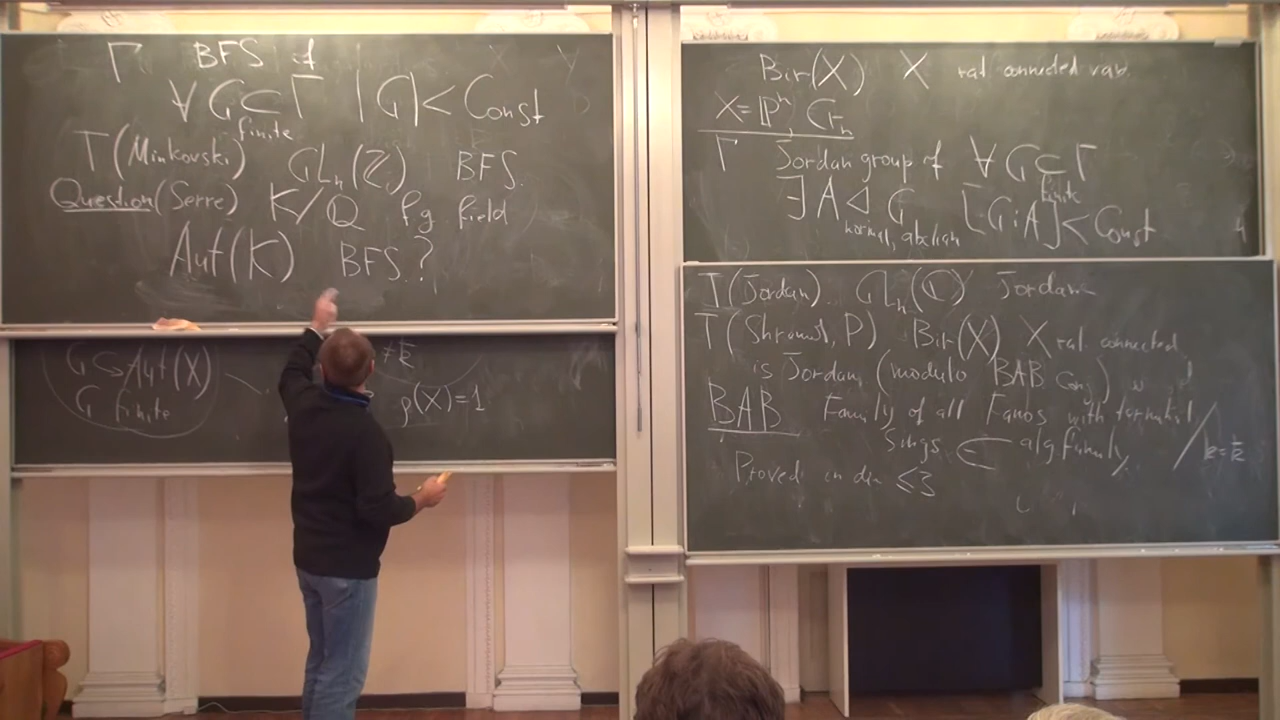 Γ BFS if
∀ G ⊂ Γ |G| < Const
finite
T (Minkovski) GLₙ(ℤ) BFS.
Question (Serre) K/ℚ f.g. field
Aut(K) BFS?
G ↪ Aut(X)
G finite
≠ k̄
ρ(X)=1
Bir(X) X rat connected var.
X = ℙⁿ, Crₙ
Γ Jordan group if ∀ G ⊂ Γ
finite
∃ A ⊲ G [G:A] < Const
normal, abelian
T (Jordan) GLₙ(ℂ) Jordan
T (Shramov, P) Bir(X) X rat. connected
is Jordan (modulo BAB Conj)
BAB Family of all Fanos with terminal
Sings ∈ alg family / k=k̄
Proved in dim ≤3